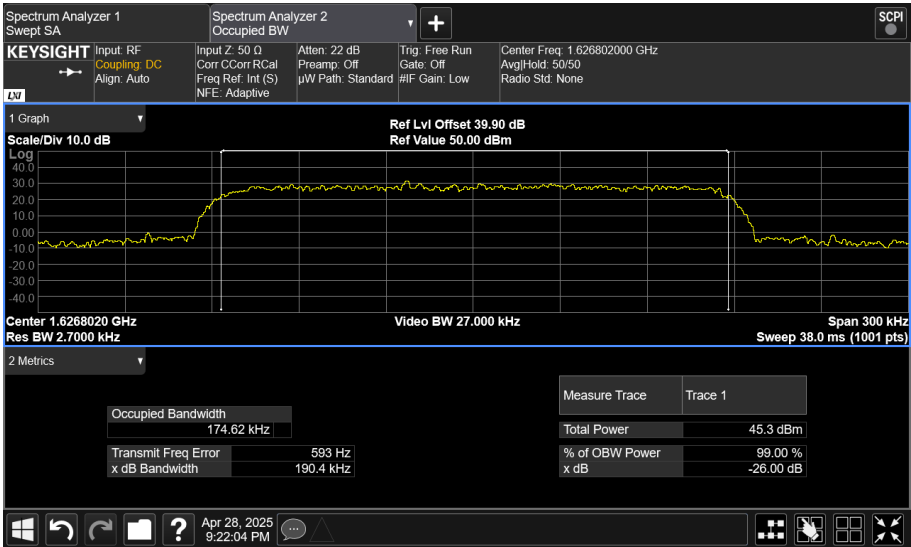 Spectrum Analyzer 1
Swept SA
Spectrum Analyzer 2
Occupied BW
▼
+
SCPI
KEYSIGHT
LXI
Input: RF
Coupling: DC
Align: Auto
Input Z: 50 Ω
Corr CCorr RCal
Freq Ref: Int (S)
NFE: Adaptive
Atten: 22 dB
Preamp: Off
µW Path: Standard
Trig: Free Run
Gate: Off
#IF Gain: Low
Center Freq: 1.626802000 GHz
Avg|Hold: 50/50
Radio Std: None
1 Graph
▼
Scale/Div 10.0 dB
Ref Lvl Offset 39.90 dB
Ref Value 50.00 dBm
Log
40.0
30.0
20.0
10.0
0.00
-10.0
-20.0
-30.0
-40.0
Center 1.6268020 GHz
Video BW 27.000 kHz
Span 300 kHz
Res BW 2.7000 kHz
Sweep 38.0 ms (1001 pts)
2 Metrics
▼
Occupied Bandwidth
174.62 kHz
Transmit Freq Error 593 Hz
x dB Bandwidth 190.4 kHz
Measure Trace Trace 1
Total Power 45.3 dBm
% of OBW Power 99.00 %
x dB -26.00 dB
?
Apr 28, 2025
9:22:04 PM